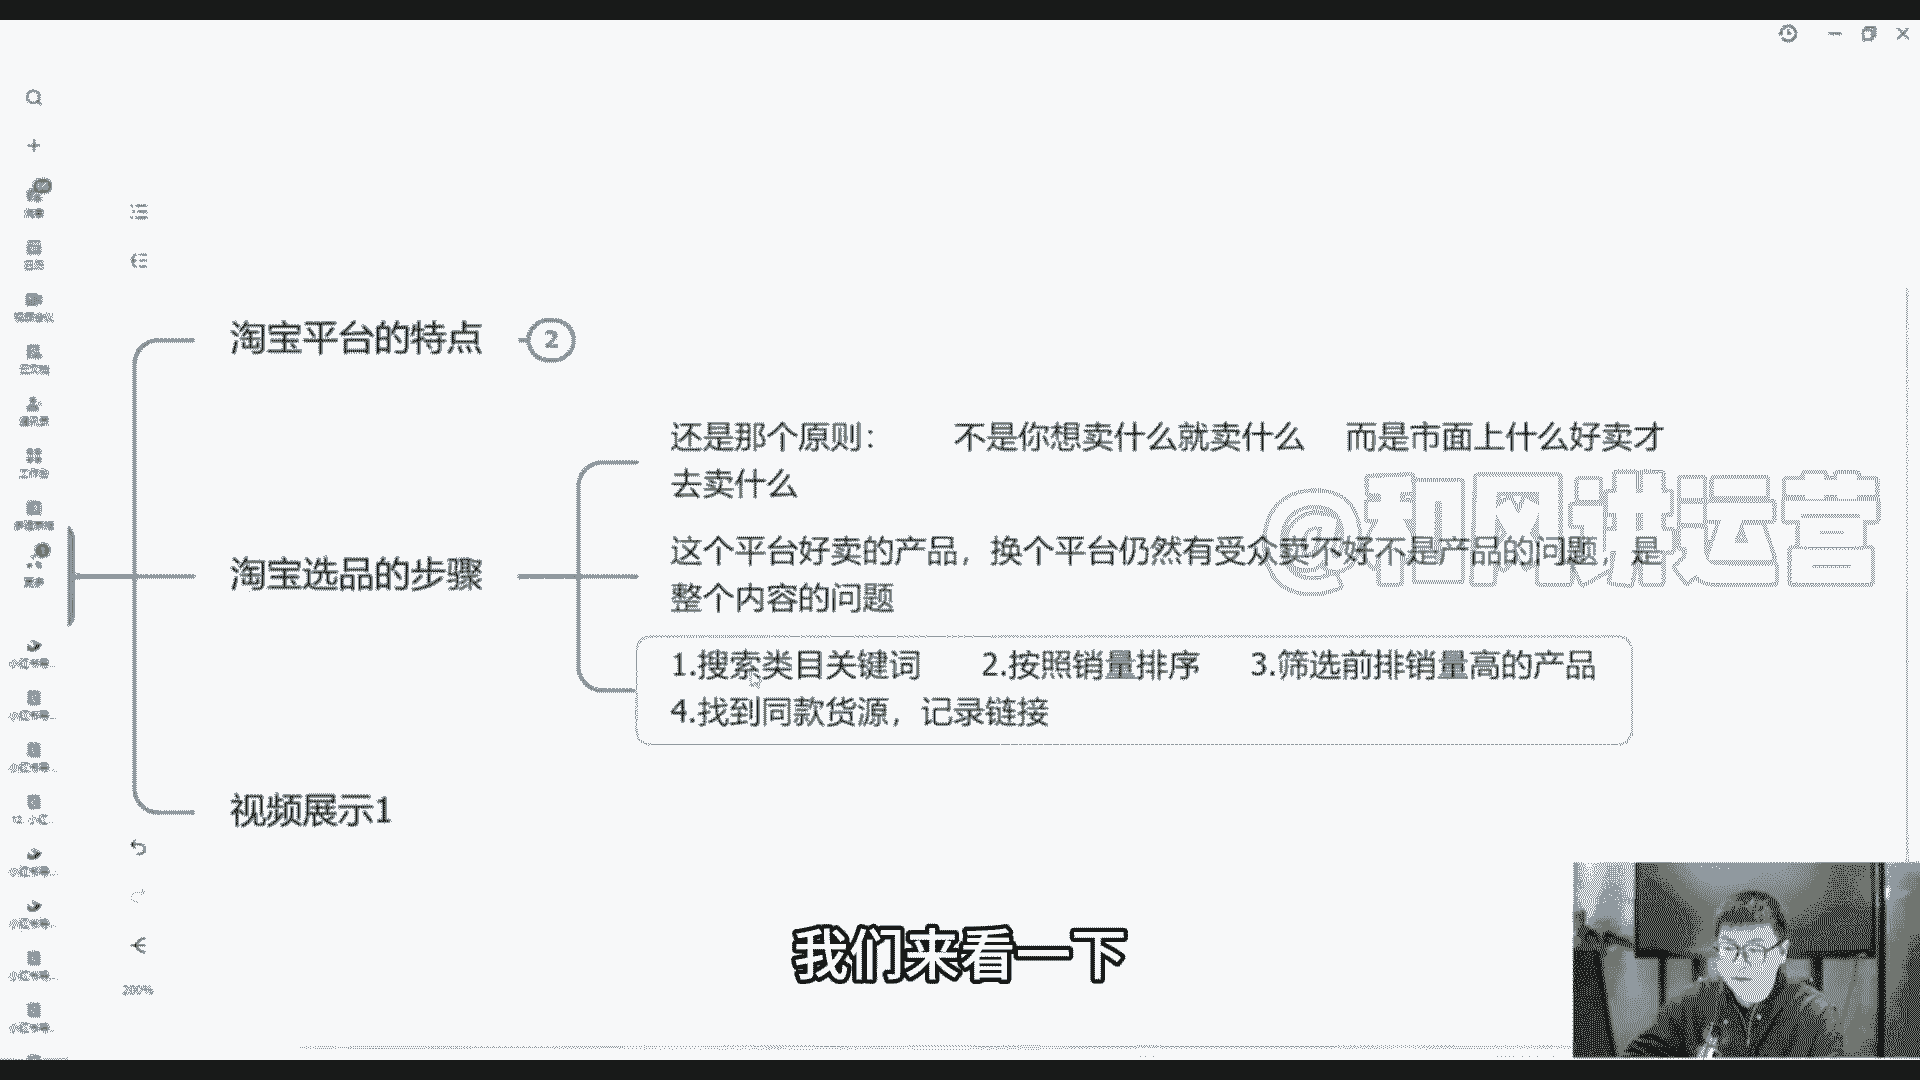 淘宝平台的特点
2
还是那个原则： 不是你想卖什么就卖什么 而是市面上什么好卖才
去卖什么
@和风讲运营
淘宝选品的步骤
这个平台好卖的产品，换个平台仍然有受众卖不好不是产品的问题，是
整个内容的问题
1.搜索类目关键词 2.按照销量排序 3.筛选前排销量高的产品
4.找到同款货源，记录链接
视频展示1
我们来看一下
200%